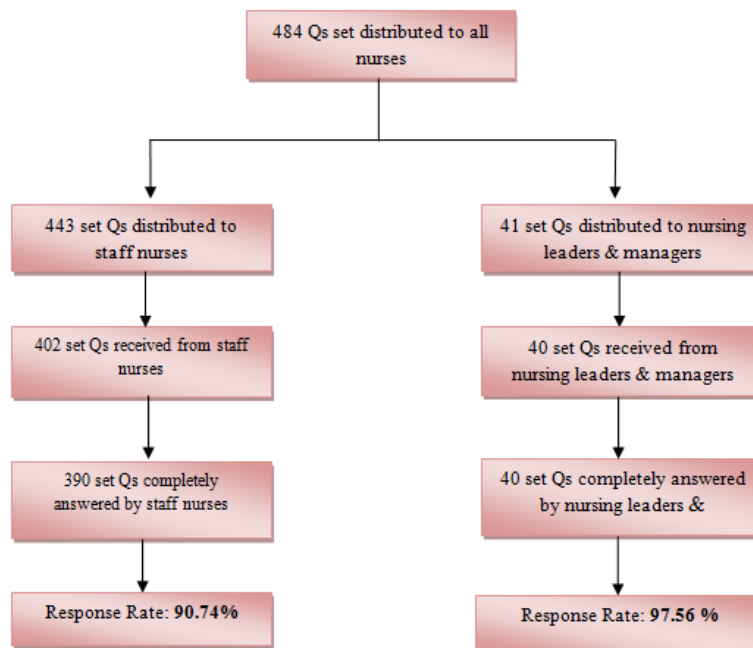 484 Qs set distributed to all
nurses
443 set Qs distributed to
staff nurses
402 set Qs received from staff
nurses
390 set Qs completely
answered by staff nurses
Response Rate: 90.74%
41 set Qs distributed to nursing
leaders & managers
40 set Qs received from
nursing leaders & managers
40 set Qs completely answered
by nursing leaders &
Response Rate: 97.56 %